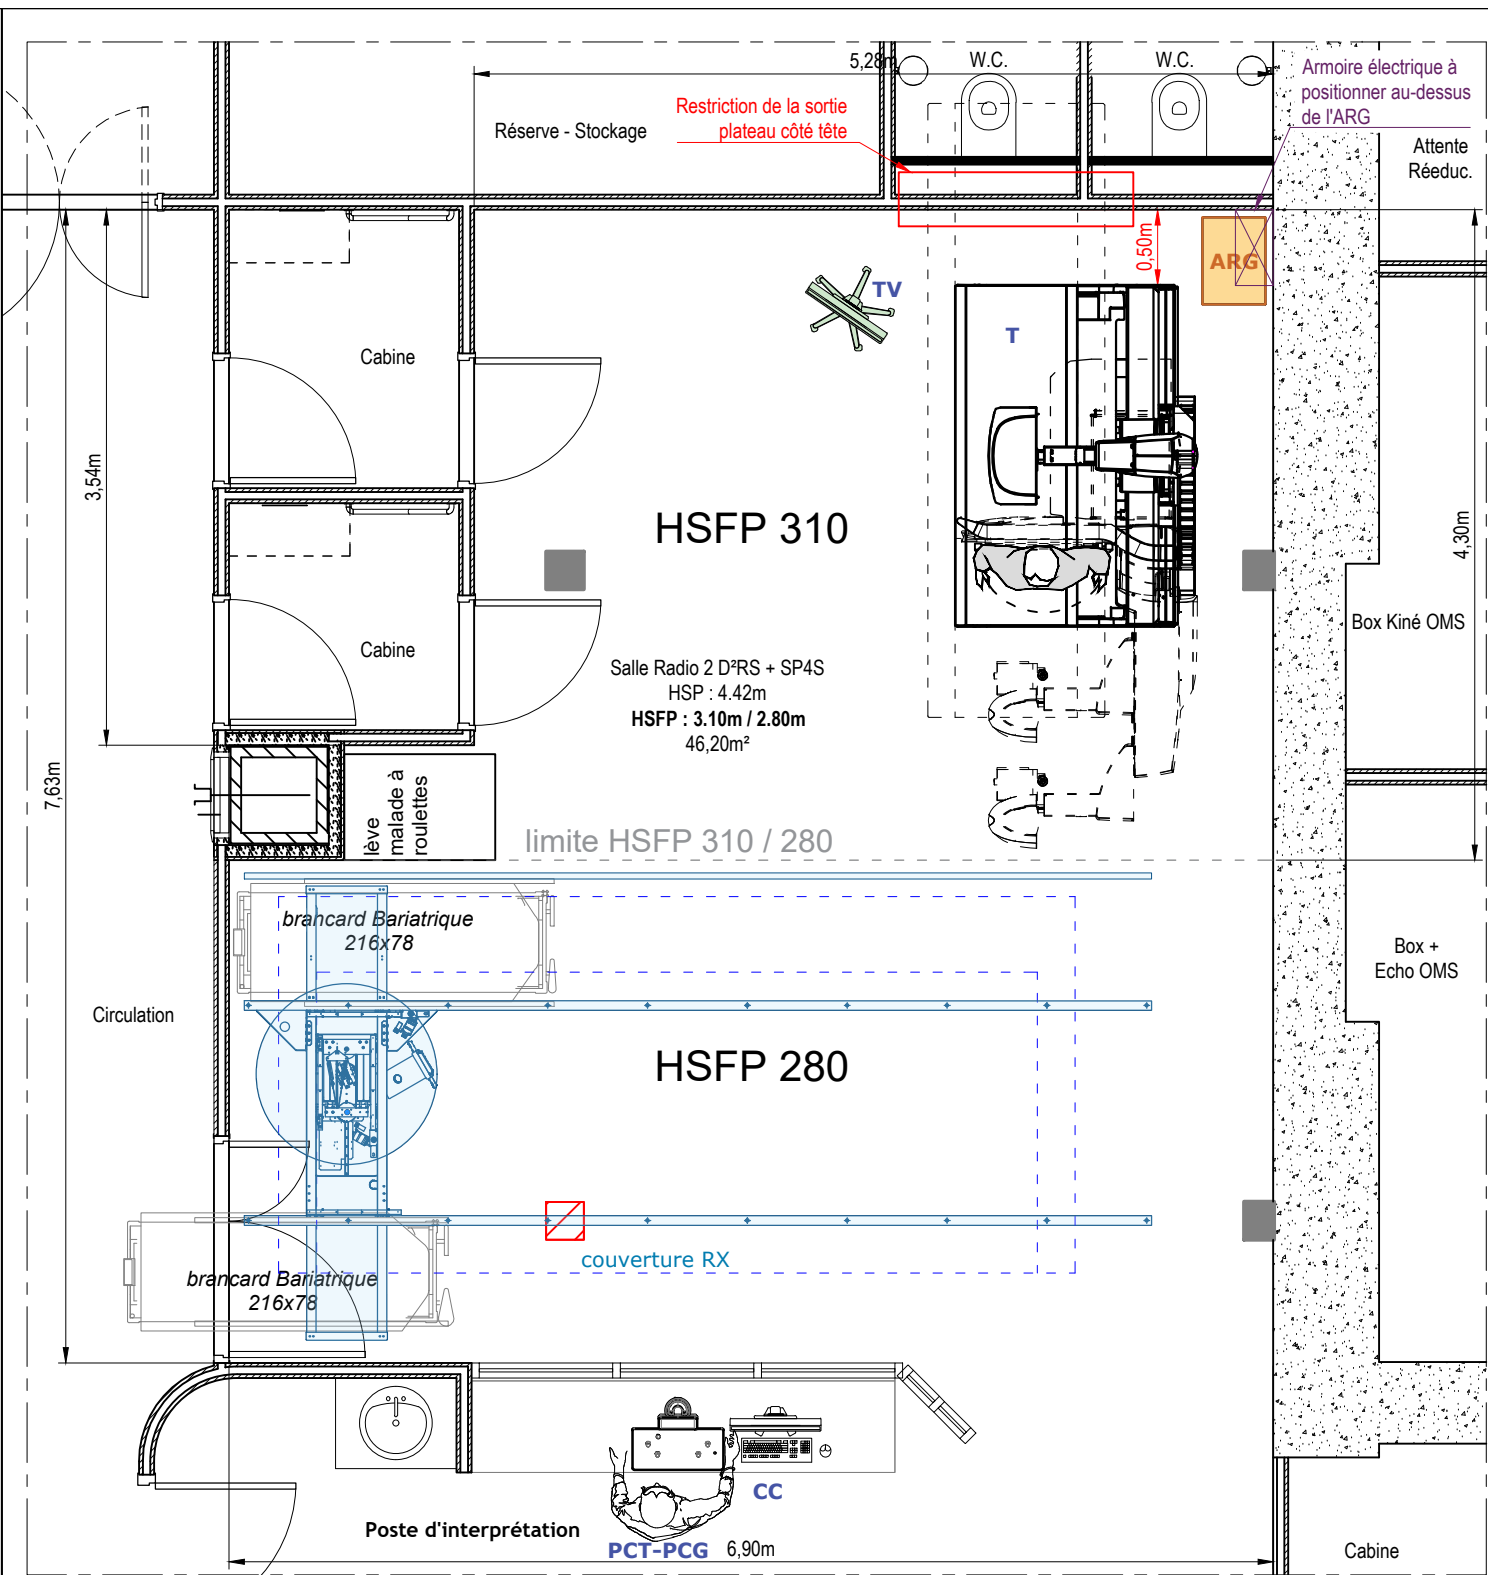 5,28m
W.C.
W.C.
Armoire électrique à
positionner au-dessus
de l'ARG
Restriction de la sortie
plateau côté tête
Réserve - Stockage
Attente
Réeduc.
0,50m
ARG
TV
T
Cabine
3,54m
HSFP 310
4,30m
Box Kiné OMS
Cabine
Salle Radio 2 D²RS + SP4S
HSP : 4.42m
HSFP : 3.10m / 2.80m
46,20m²
7,63m
lève
malade à
roulettes
limite HSFP 310 / 280
brancard Bariatrique
216x78
Box +
Echo OMS
Circulation
HSFP 280
couverture RX
brancard Bariatrique
216x78
CC
Poste d'interprétation
PCT-PCG
6,90m
Cabine